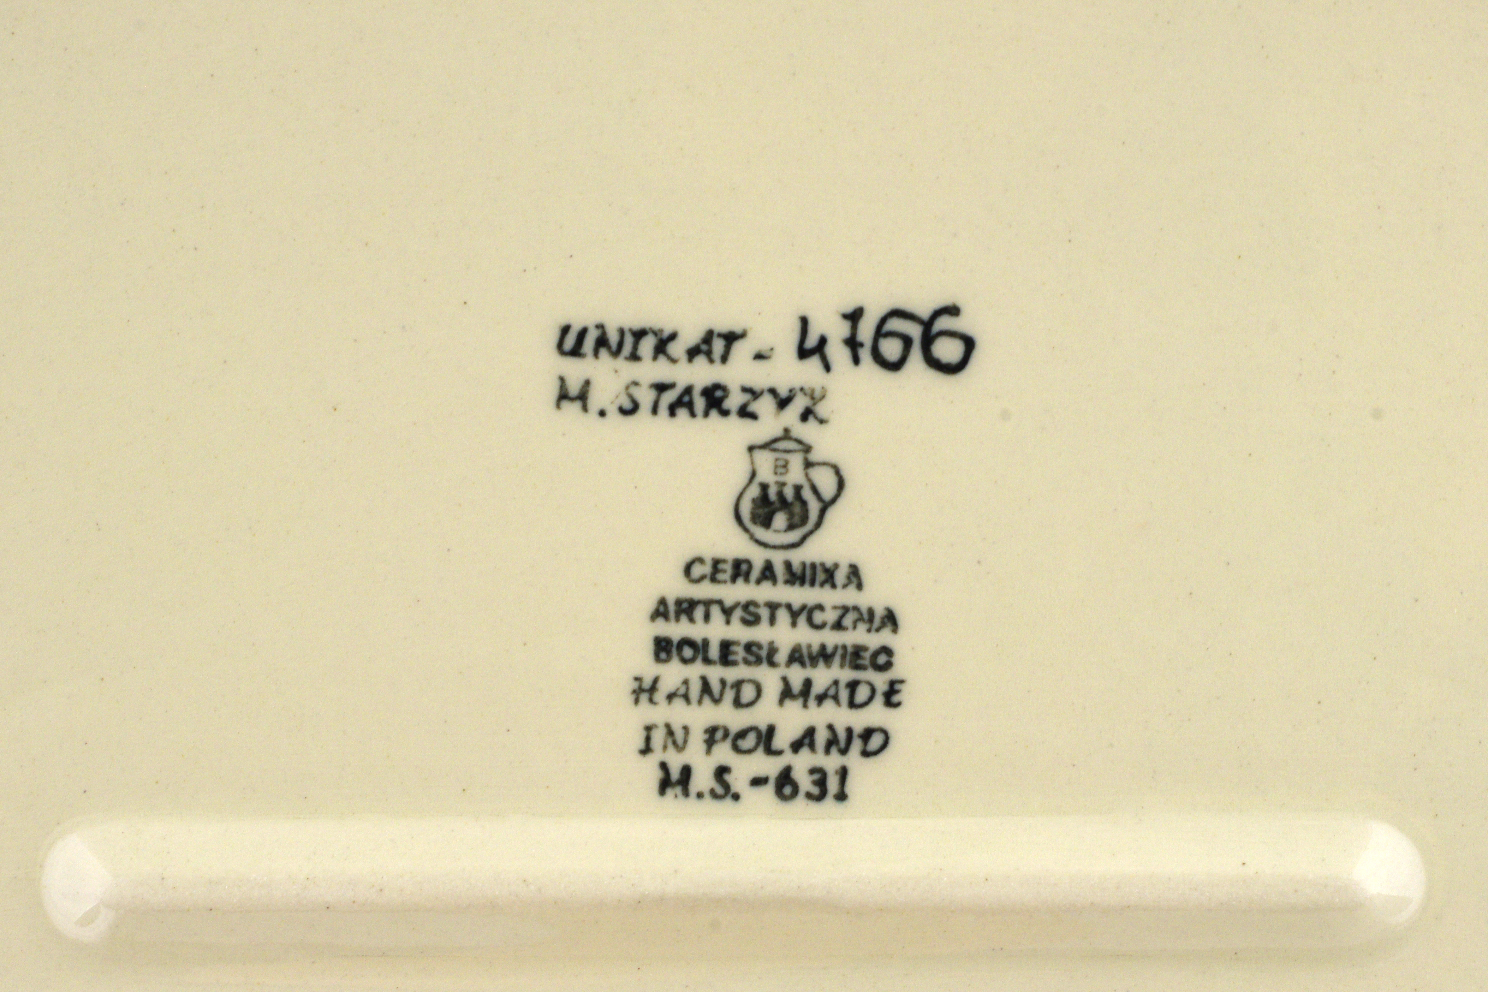 UNIKAT - 4766
M. STARZYK
B
CERAMIKA
ARTYSTYCZNA
BOLESŁAWIEC
HAND MADE
IN POLAND
M.S.-631